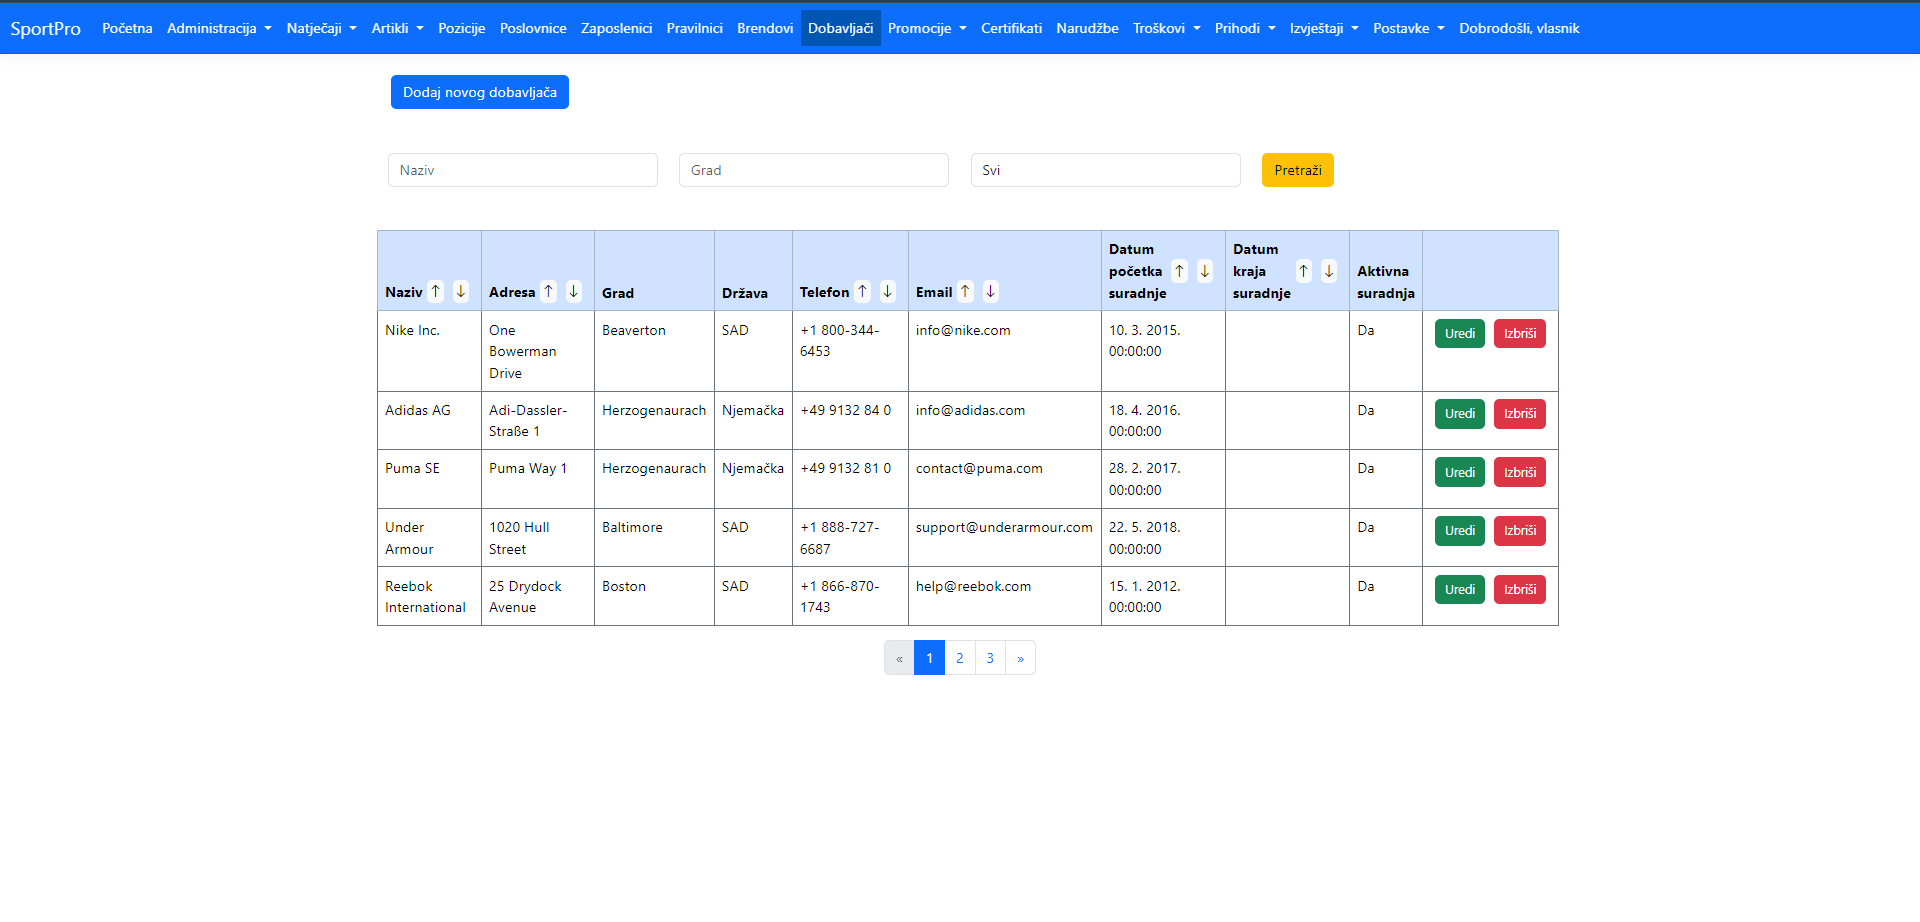 SportPro Početna Administracija Natječaji Artikli Pozicije Poslovnice Zaposlenici Pravilnici Brendovi Dobavljači Promocije Certifikati Narudžbe Troškovi Prihodi Izvještaji Postavke Dobrodošli, vlasnik
Dodaj novog dobavljača
Naziv Grad Svi Pretraži
Naziv ↑ ↓ Adresa ↑ ↓ Grad Država Telefon ↑ ↓ Email ↑ ↓ Datum početka suradnje ↑ ↓ Datum kraja suradnje ↑ ↓ Aktivna suradnja
Nike Inc. One Bowerman Drive Beaverton SAD +1 800-344-6453 info@nike.com 10. 3. 2015. 00:00:00 Da Uredi Izbriši
Adidas AG Adi-Dassler-Straße 1 Herzogenaurach Njemačka +49 9132 84 0 info@adidas.com 18. 4. 2016. 00:00:00 Da Uredi Izbriši
Puma SE Puma Way 1 Herzogenaurach Njemačka +49 9132 81 0 contact@puma.com 28. 2. 2017. 00:00:00 Da Uredi Izbriši
Under Armour 1020 Hull Street Baltimore SAD +1 888-727-6687 support@underarmour.com 22. 5. 2018. 00:00:00 Da Uredi Izbriši
Reebok International 25 Drydock Avenue Boston SAD +1 866-870-1743 help@reebok.com 15. 1. 2012. 00:00:00 Da Uredi Izbriši
« 1 2 3 »